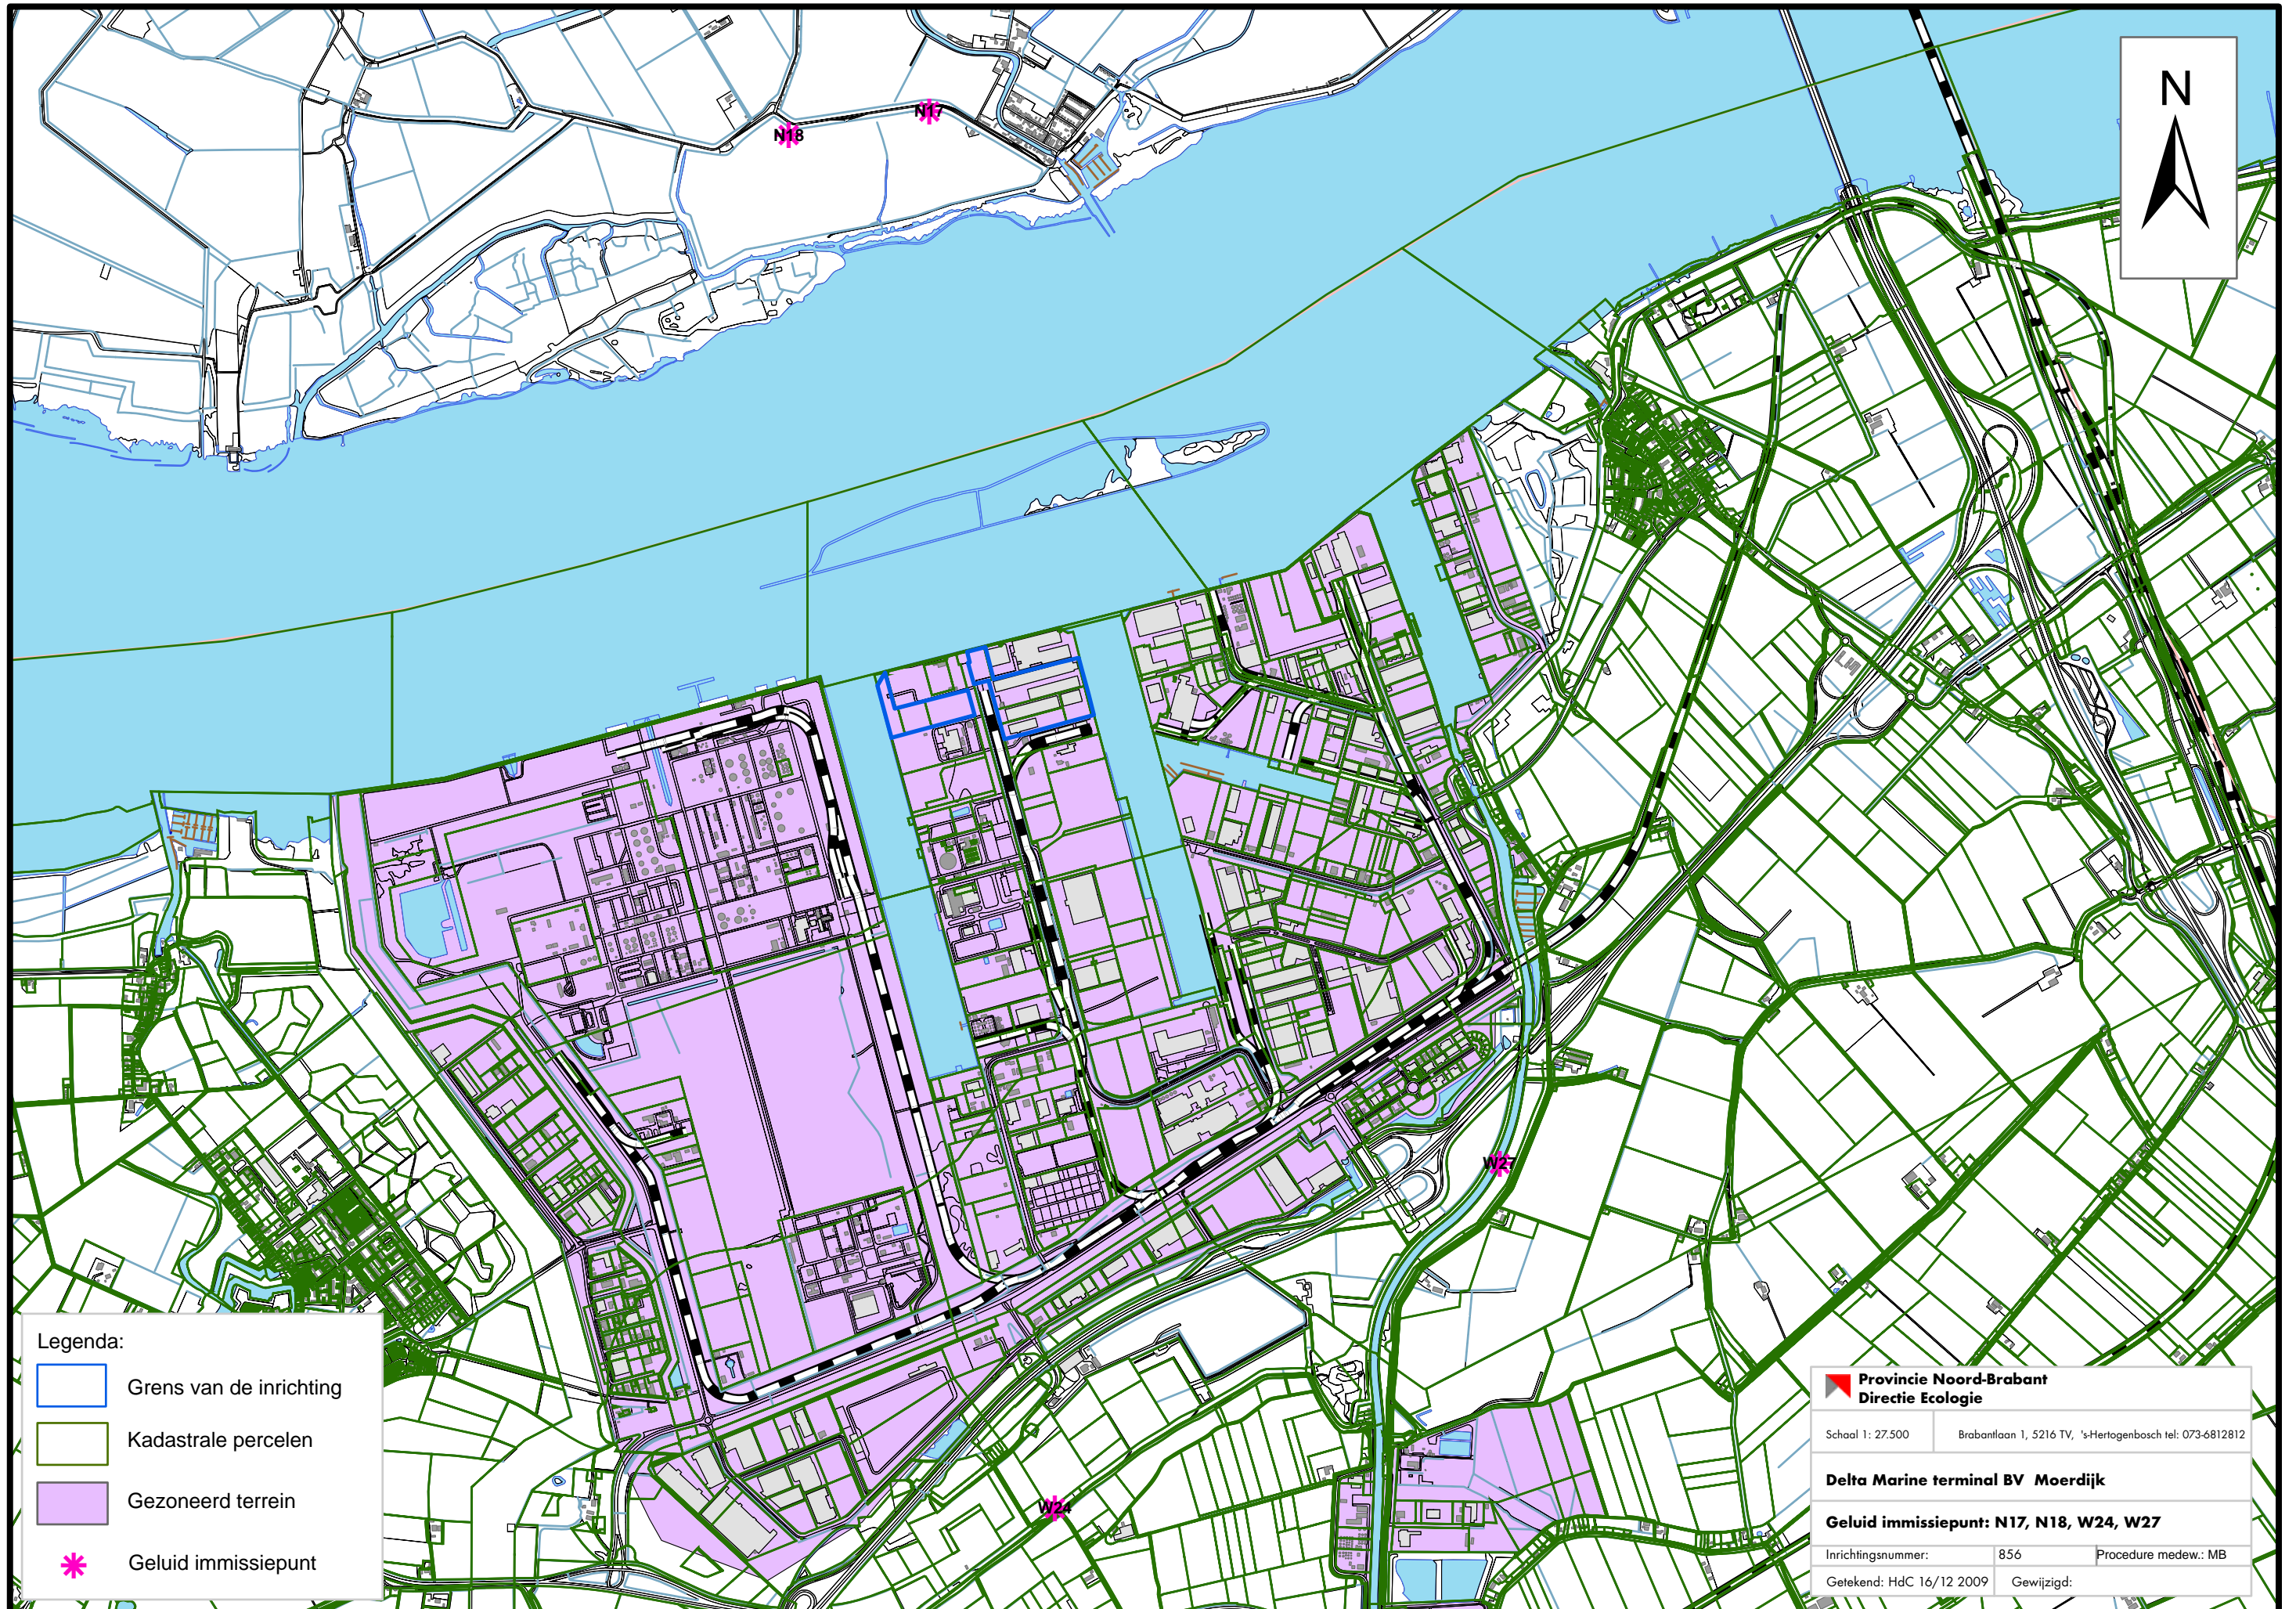 N
N17
N18
W27
W24
Legenda:
Grens van de inrichting
Kadastrale percelen
Gezoneerd terrein
Geluid immissiepunt
Provincie Noord-Brabant
Directie Ecologie
Schaal 1: 27.500 Brabantlaan 1, 5216 TV, 's-Hertogenbosch tel: 073-6812812
Delta Marine terminal BV Moerdijk
Geluid immissiepunt: N17, N18, W24, W27
Inrichtingsnummer: 856 Procedure medew.: MB
Getekend: HdC 16/12 2009 Gewijzigd: